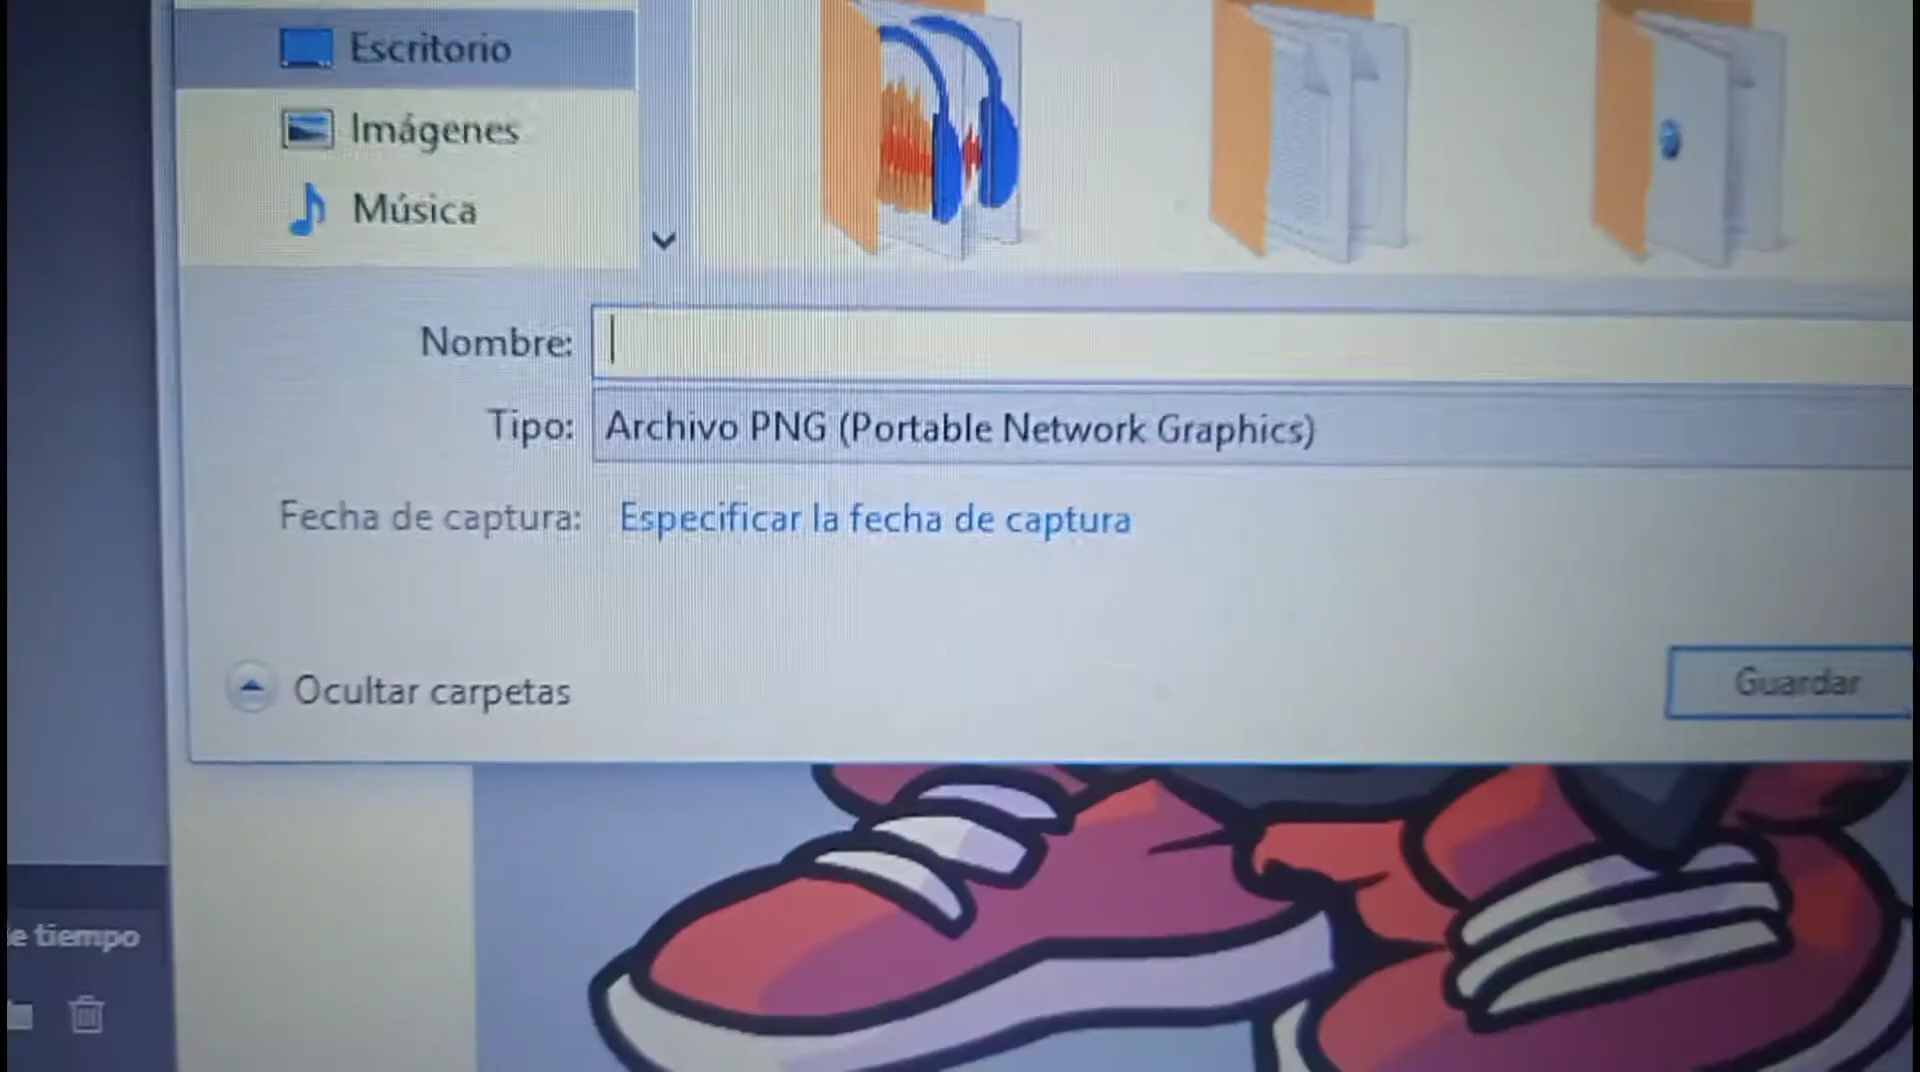 Escritorio
Imágenes
Música
Nombre:
Tipo: Archivo PNG (Portable Network Graphics)
Fecha de captura: Especificar la fecha de captura
Ocultar carpetas
Guardar
e tiempo